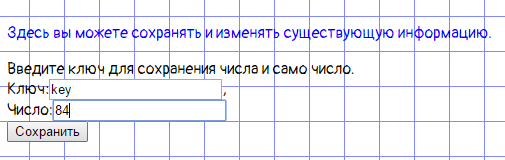 Здесь вы можете сохранять и изменять существующую информацию.
Введите ключ для сохранения числа и само число.
Ключ: key ,
Число: 84
Сохранить